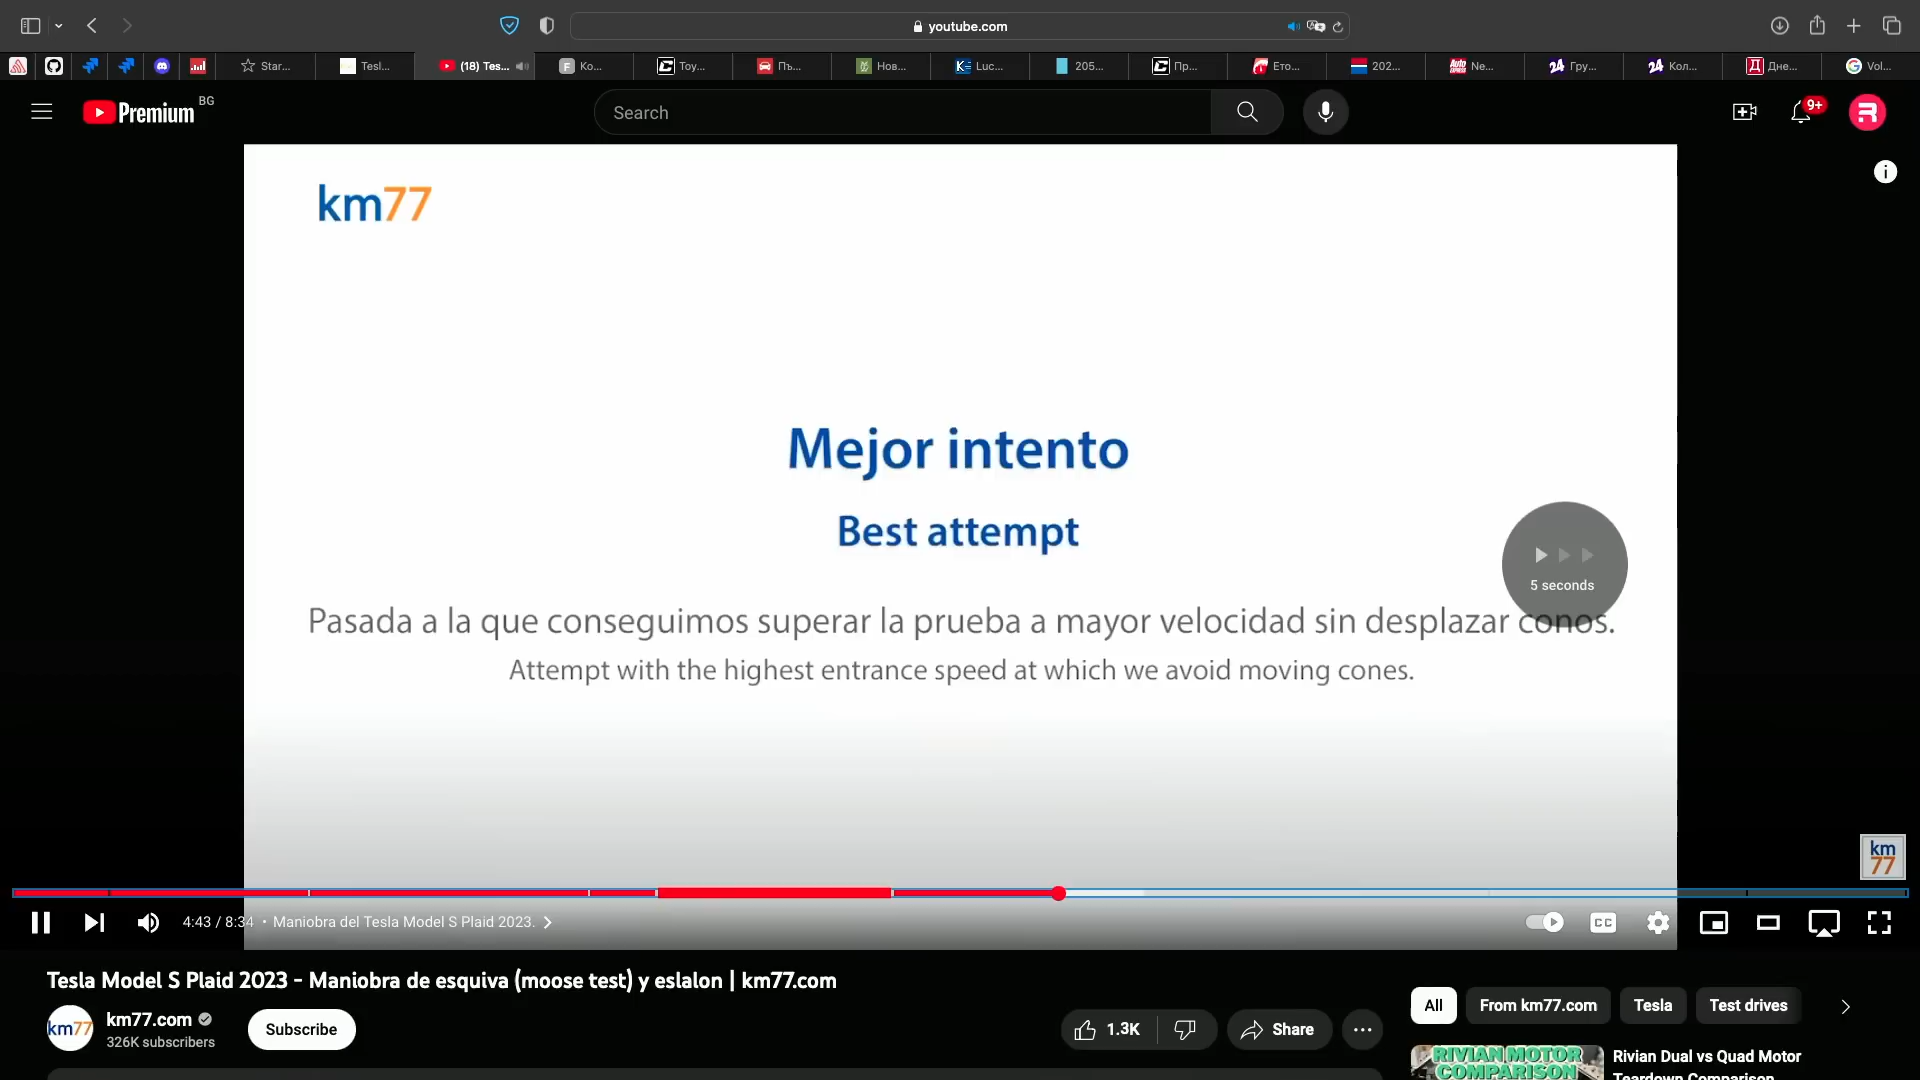 youtube.com
Star...
Tesl...
(18) Tes...
Ко...
Toy...
Пъ...
Нов...
Luc...
205...
Пр...
Ето...
202...
Ne...
Гру...
Кол...
Дне...
Vol...
Premium BG
Search
9+
km77
Mejor intento
Best attempt
5 seconds
Pasada a la que conseguimos superar la prueba a mayor velocidad sin desplazar conos.
Attempt with the highest entrance speed at which we avoid moving cones.
km
77
4:43 / 8:34 • Maniobra del Tesla Model S Plaid 2023.
CC
Tesla Model S Plaid 2023 - Maniobra de esquiva (moose test) y eslalon | km77.com
km77
km77.com
326K subscribers
Subscribe
1.3K
Share
All
From km77.com
Tesla
Test drives
RIVIAN MOTOR
COMPARISON
Rivian Dual vs Quad Motor
Teardown Comparison